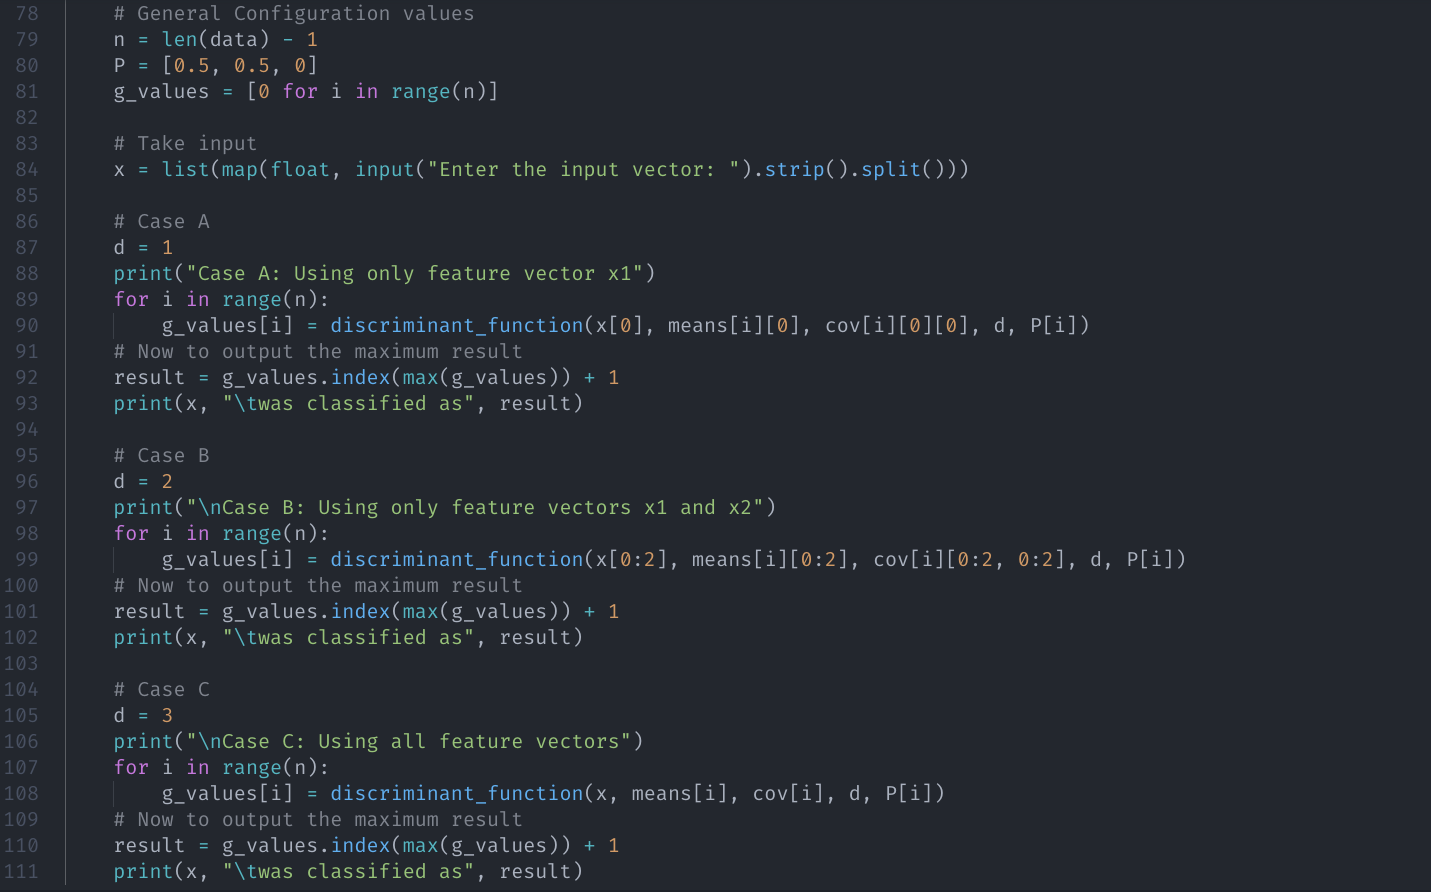 78 # General Configuration values
79 n = len(data) - 1
80 P = [0.5, 0.5, 0]
81 g_values = [0 for i in range(n)]
82
83 # Take input
84 x = list(map(float, input("Enter the input vector: ").strip().split()))
85
86 # Case A
87 d = 1
88 print("Case A: Using only feature vector x1")
89 for i in range(n):
90 g_values[i] = discriminant_function(x[0], means[i][0], cov[i][0][0], d, P[i])
91 # Now to output the maximum result
92 result = g_values.index(max(g_values)) + 1
93 print(x, "\twas classified as", result)
94
95 # Case B
96 d = 2
97 print("\nCase B: Using only feature vectors x1 and x2")
98 for i in range(n):
99 g_values[i] = discriminant_function(x[0:2], means[i][0:2], cov[i][0:2, 0:2], d, P[i])
100 # Now to output the maximum result
101 result = g_values.index(max(g_values)) + 1
102 print(x, "\twas classified as", result)
103
104 # Case C
105 d = 3
106 print("\nCase C: Using all feature vectors")
107 for i in range(n):
108 g_values[i] = discriminant_function(x, means[i], cov[i], d, P[i])
109 # Now to output the maximum result
110 result = g_values.index(max(g_values)) + 1
111 print(x, "\twas classified as", result)